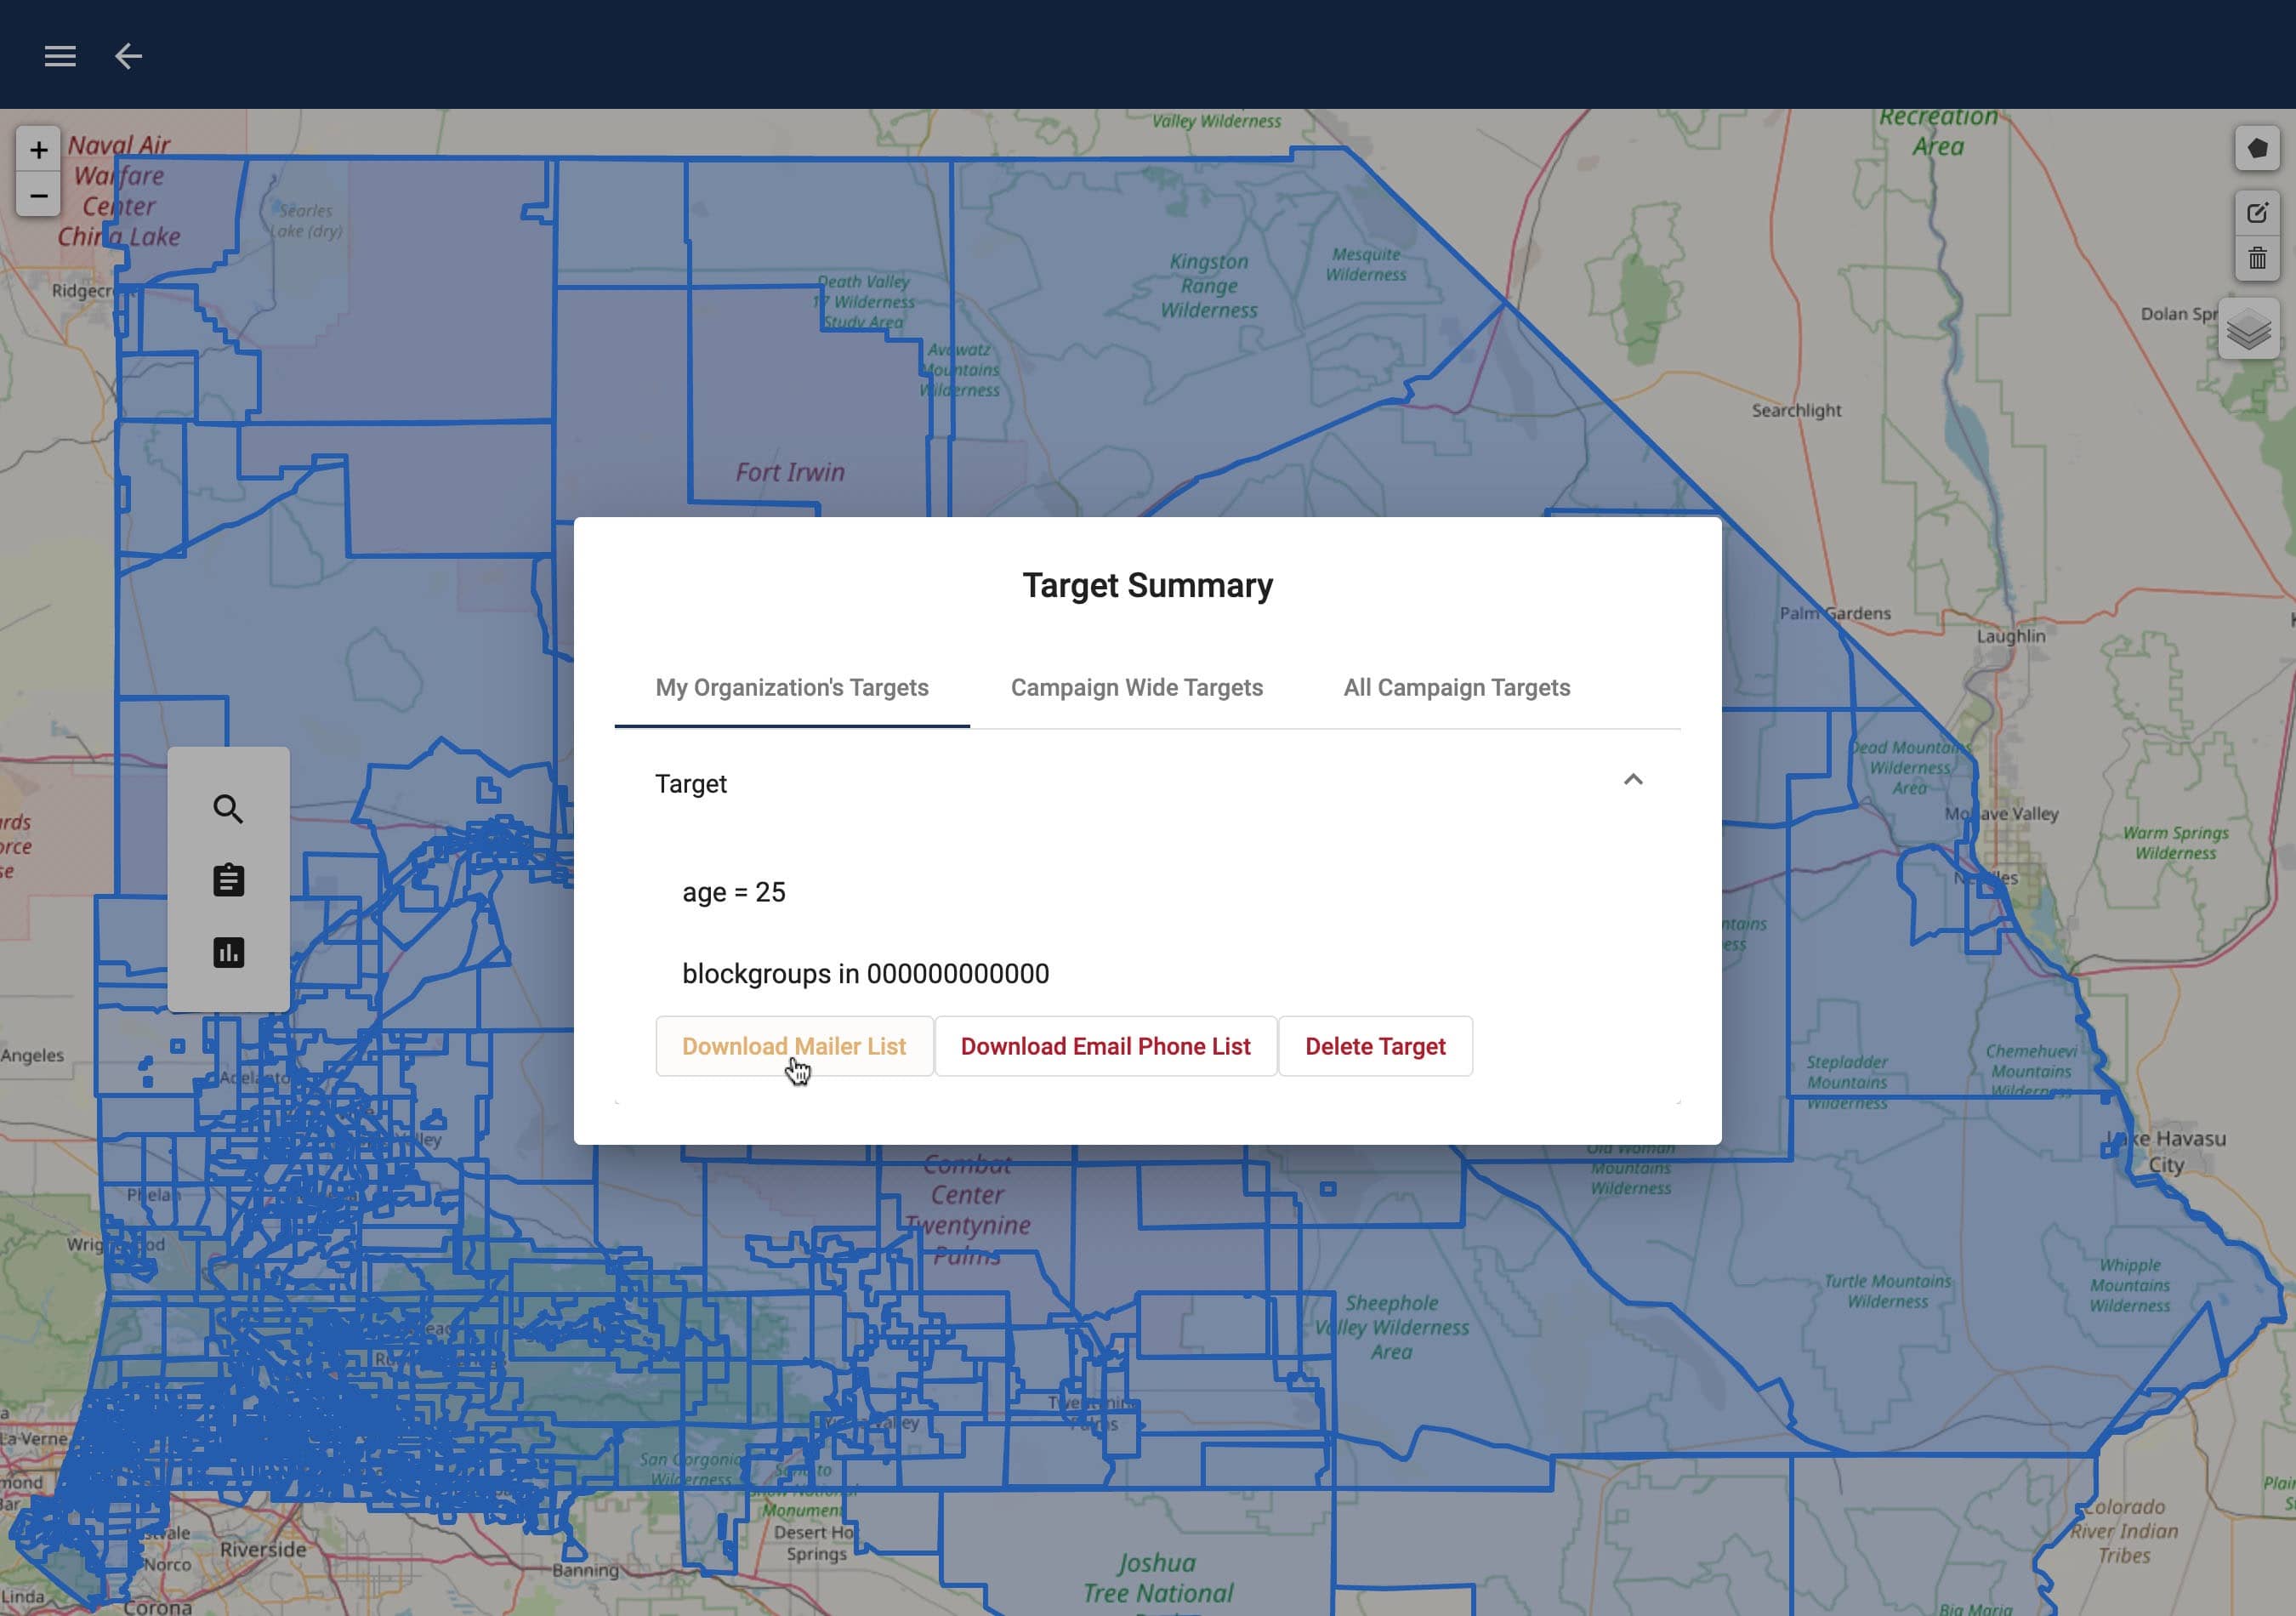 Valley Wilderness
Recreation
Area
+
−
Naval Air
Warfare
Center
China Lake
Searles
Lake (dry)
Kingston
Range
Wilderness
Mesquite
Wilderness
Death Valley
17 Wilderness
Study Area
Dolan Spr
Avawatz
Mountains
Wilderness
Searchlight
Fort Irwin
Target Summary
My Organization's Targets
Campaign Wide Targets
All Campaign Targets
Target
age = 25
blockgroups in 000000000000
Download Mailer List
Download Email Phone List
Delete Target
Palm Gardens
Laughlin
Dead Mountains
Wilderness
Area
Mohave Valley
Warm Springs
Wilderness
Needles
Angeles
Adelanto
Stepladder
Mountains
Wilderness
Chemehuevi
Mountains
Wilderness
Lake Havasu
City
Phelan
Wrightwood
Combat
Center
Twentynine
Palms
Old Woman
Mountains
Wilderness
Sheephole
Valley Wilderness
Area
Turtle Mountains
Wilderness
Whipple
Mountains
Wilderness
La Verne
San Gorgonio
Wilderness
Monument
Desert Ho
Springs
Riverside
Norco
Banning
Linda
Corona
Joshua
Tree National
Colorado
River Indian
Tribes
Big Maria